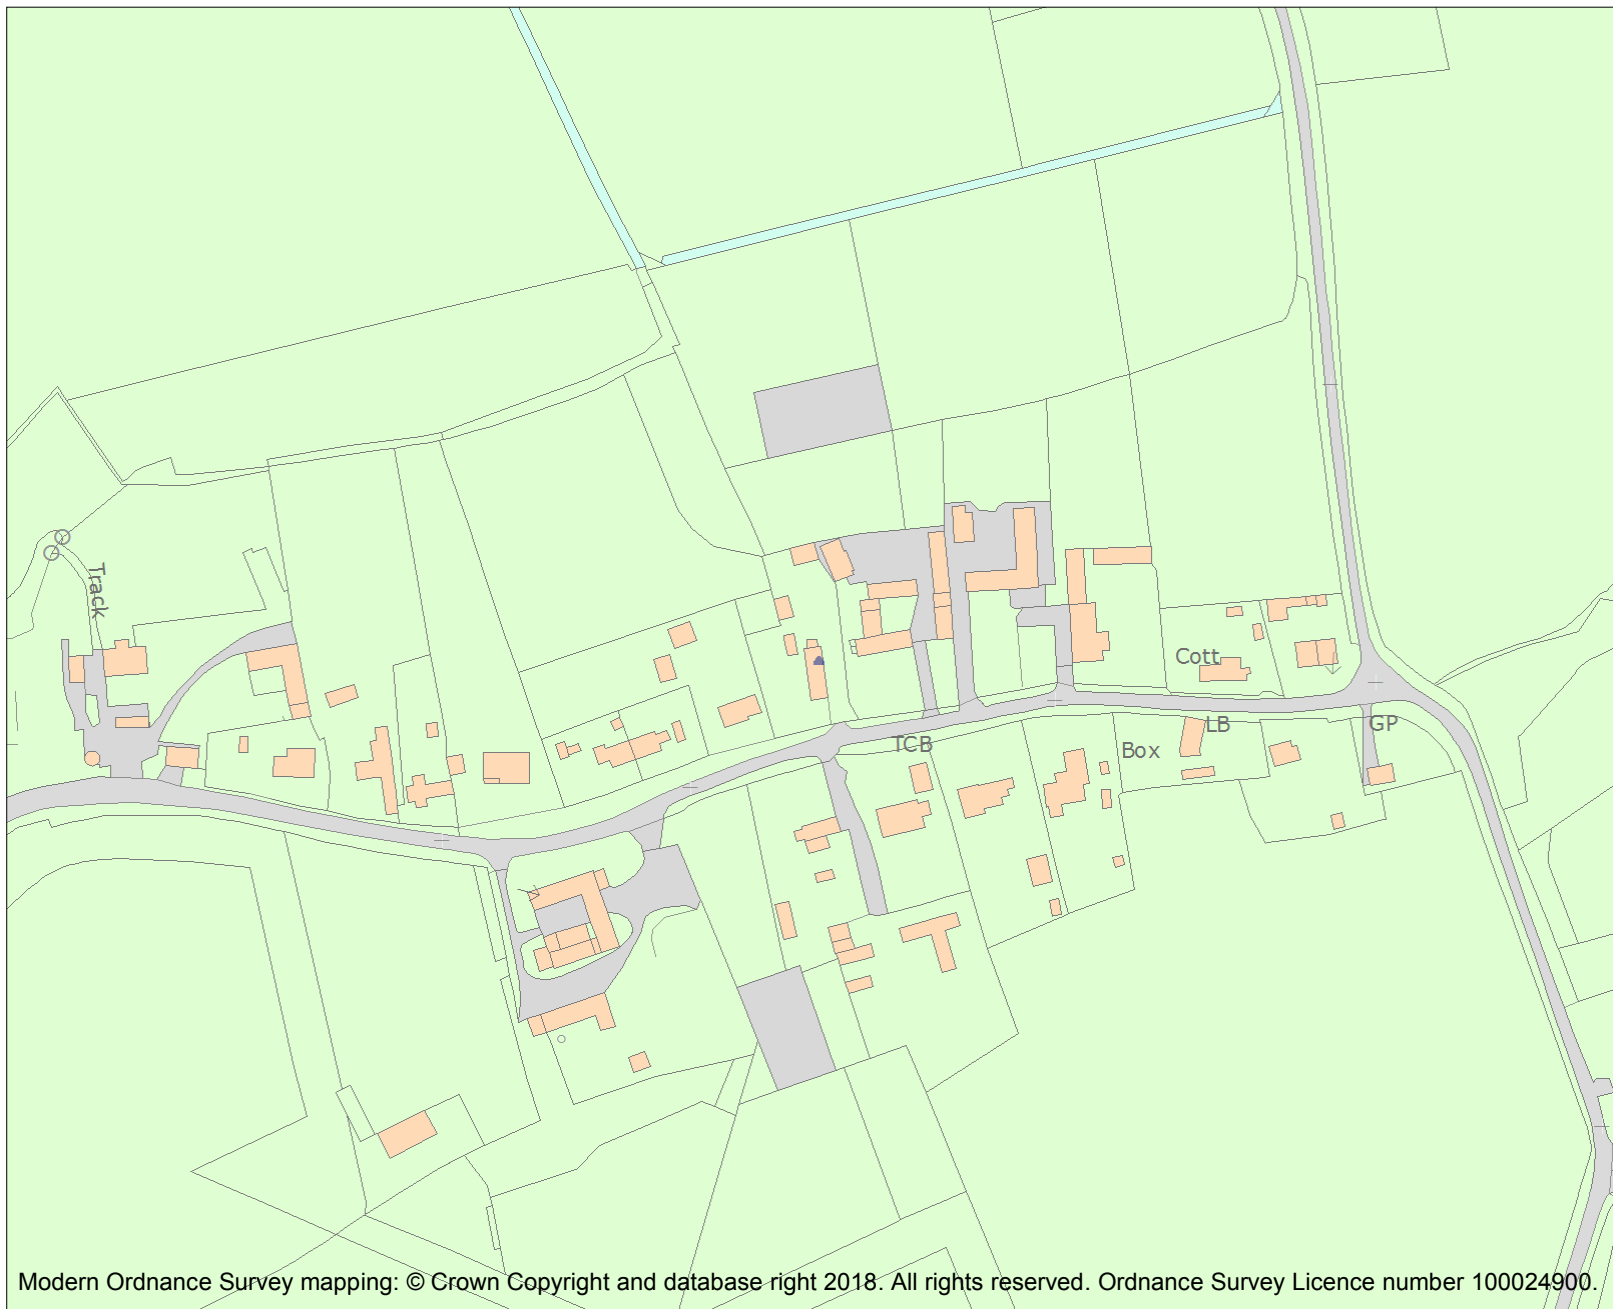 Track
Cott
LB
GP
TCB
Box
Modern Ordnance Survey mapping: © Crown Copyright and database right 2018. All rights reserved. Ordnance Survey Licence number 100024900.